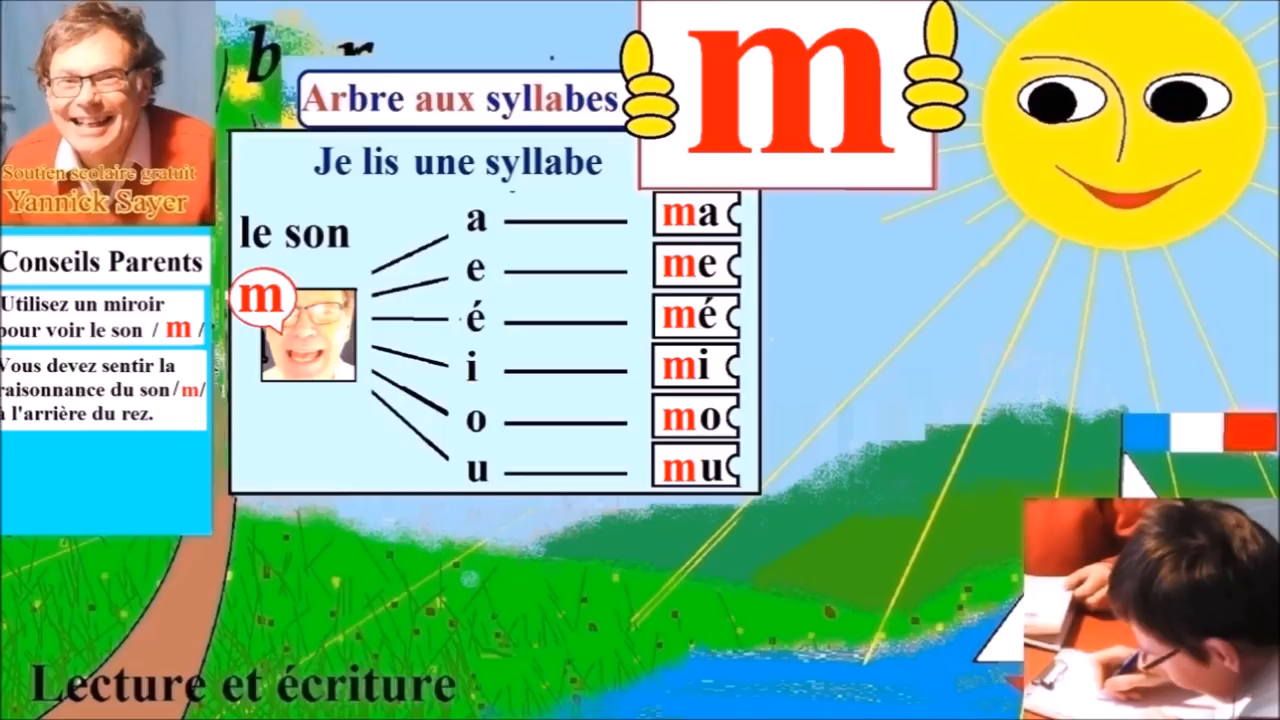 b r
Arbre aux syllabes
m
Je lis une syllabe
Soutien scolaire gratuit
Yannick Sayer
Conseils Parents
Utilisez un miroir
pour voir le son / m /
Vous devez sentir la
raisonnance du son /m/
à l'arrière du rez.
le son
m
a ma
e me
é mé
i mi
o mo
u mu
Lecture et écriture